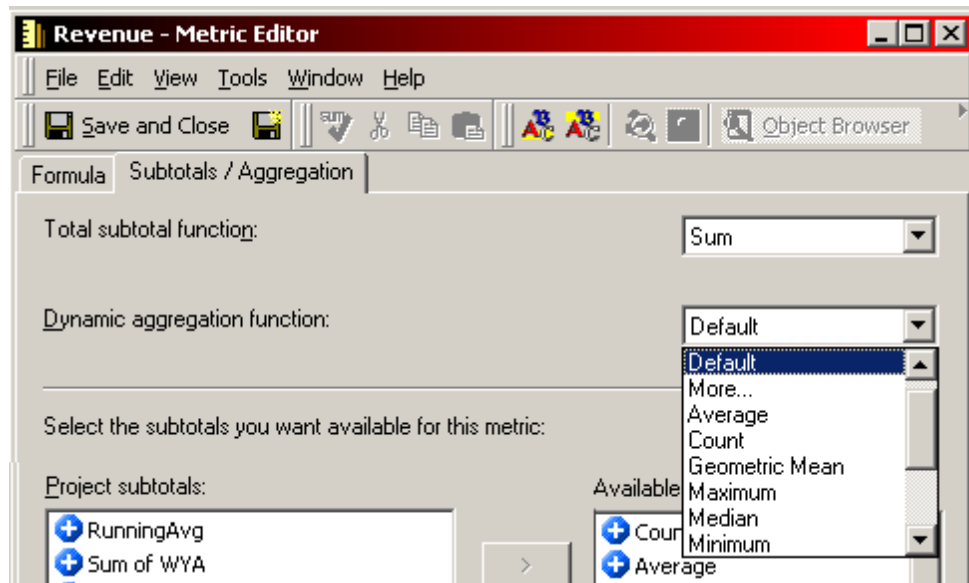 Revenue - Metric Editor
File Edit View Tools Window Help
Save and Close Object Browser
Formula Subtotals / Aggregation
Total subtotal function: Sum
Dynamic aggregation function: Default
Default
More...
Average
Count
Geometric Mean
Maximum
Median
Minimum
Select the subtotals you want available for this metric:
Project subtotals: Available
RunningAvg
Sum of WYA
>
Coun
Average